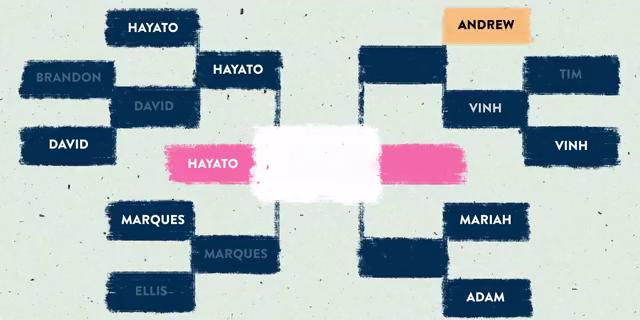 HAYATO
ANDREW
BRANDON
HAYATO
TIM
DAVID
VINH
DAVID
VINH
HAYATO
MARQUES
MARIAH
MARQUES
ELLIS
ADAM